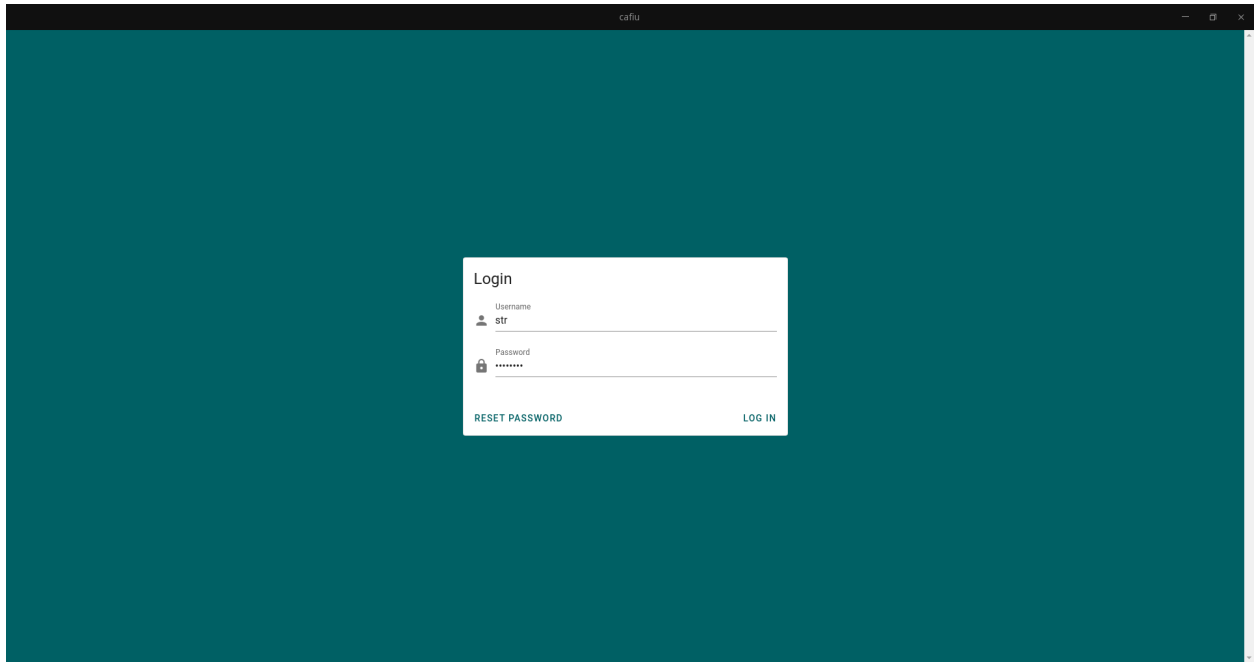 cafiu
Login
Username
str
Password
••••••••
RESET PASSWORD
LOG IN